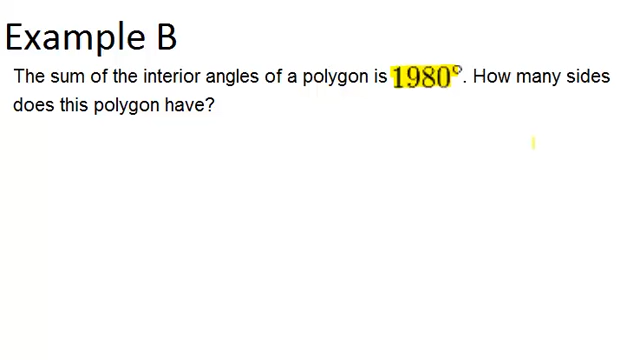 Example B
The sum of the interior angles of a polygon is 1980°. How many sides
does this polygon have?